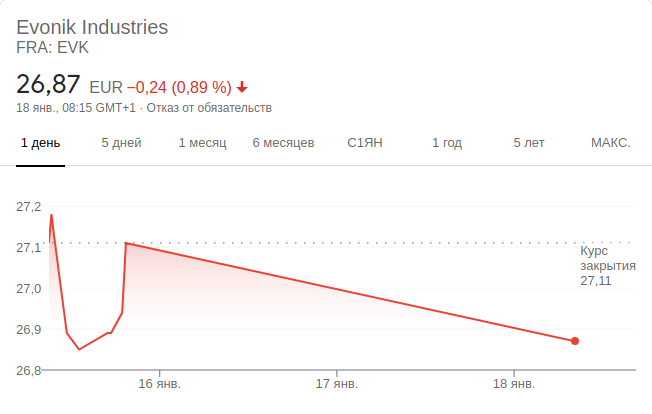 Evonik Industries
FRA: EVK
26,87 EUR −0,24 (0,89 %)
18 янв., 08:15 GMT+1 · Отказ от обязательств
1 день 5 дней 1 месяц 6 месяцев С1ЯН 1 год 5 лет МАКС.
27,2
27,1
27,0
26,9
26,8
Курс
закрытия
27,11
16 янв. 17 янв. 18 янв.